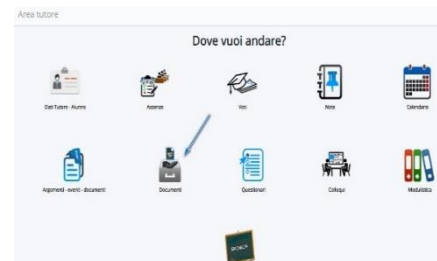 Area tutore
Dove vuoi andare?
Dati Tutore - Alunno
Assenze
Voti
Note
Calendario
Argomenti - eventi - documenti
Documenti
Questionari
Colloqui
Modulistica